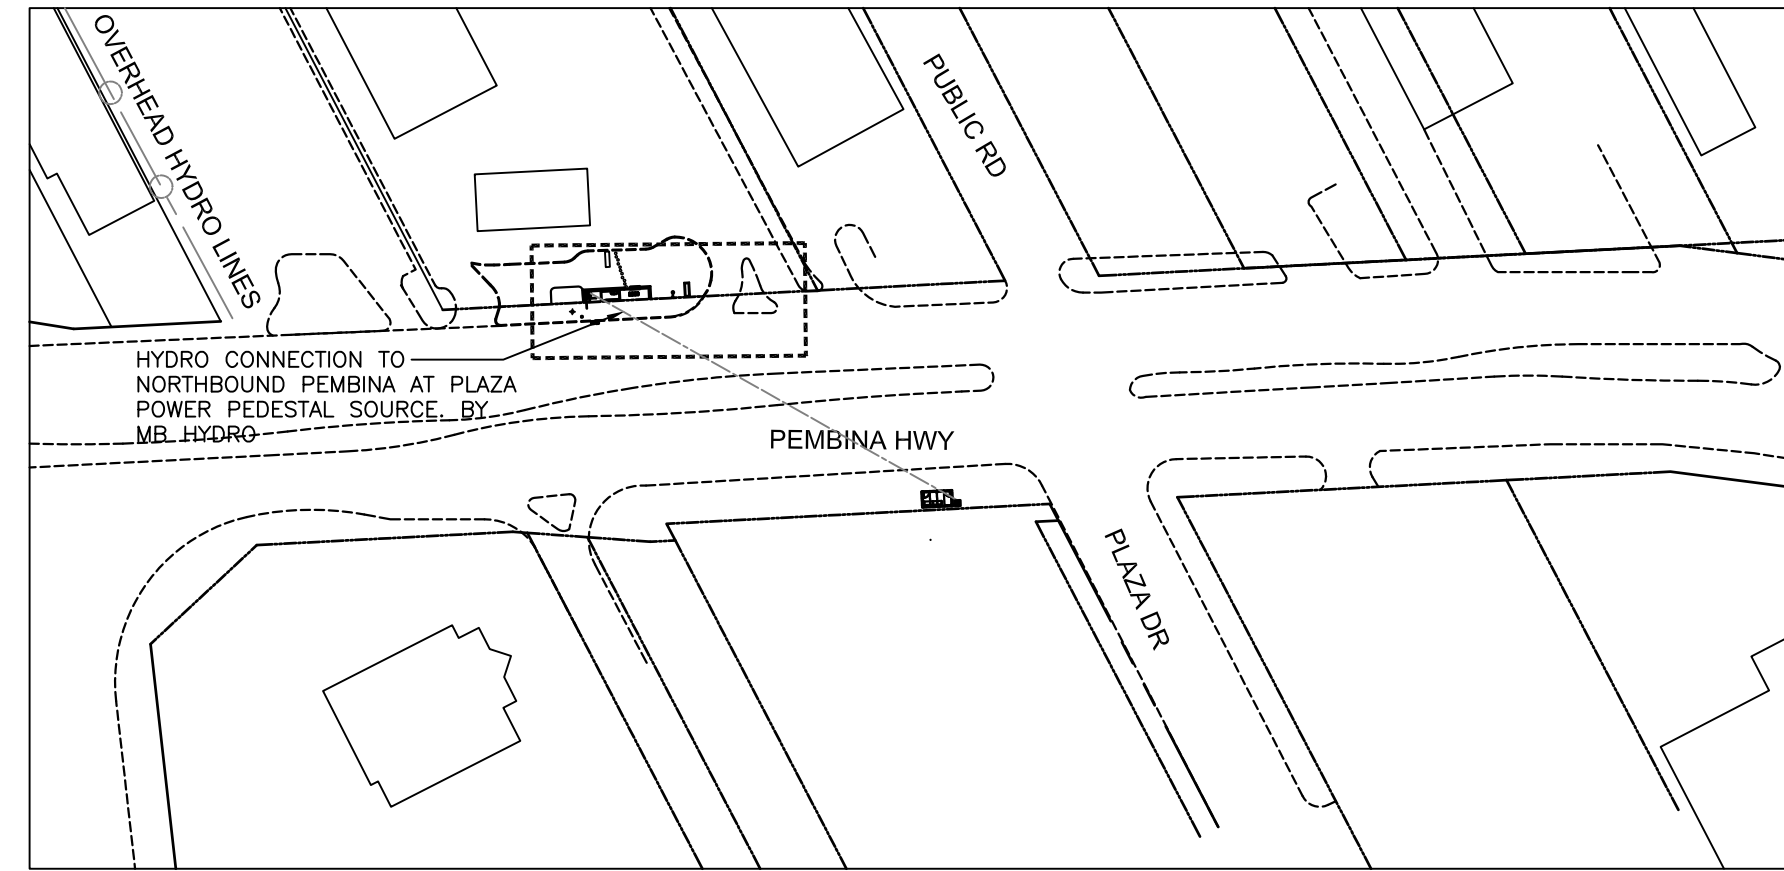 OVERHEAD HYDRO LINES
PUBLIC RD
HYDRO CONNECTION TO
NORTHBOUND PEMBINA AT PLAZA
POWER PEDESTAL SOURCE. BY
MB HYDRO
PEMBINA HWY
PLAZA DR